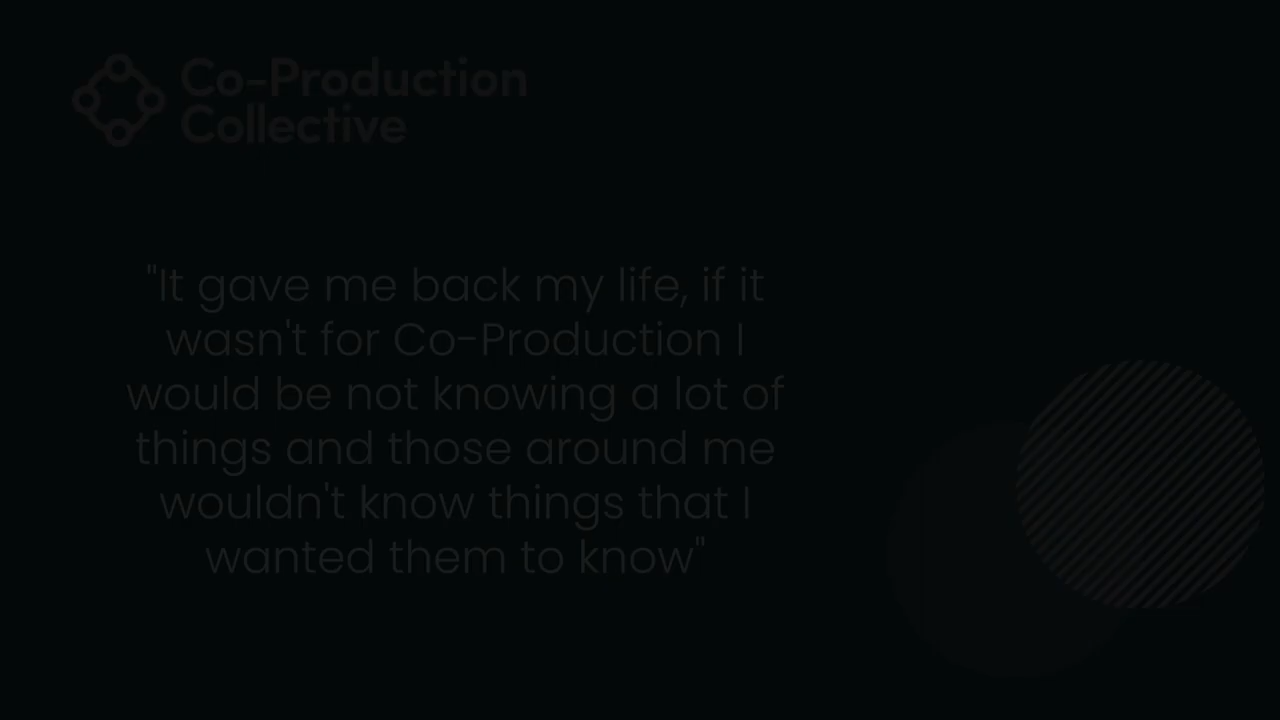 Co-Production
Collective
"It gave me back my life, if it
wasn't for Co-Production I
would be not knowing a lot of
things and those around me
wouldn't know things that I
wanted them to know"